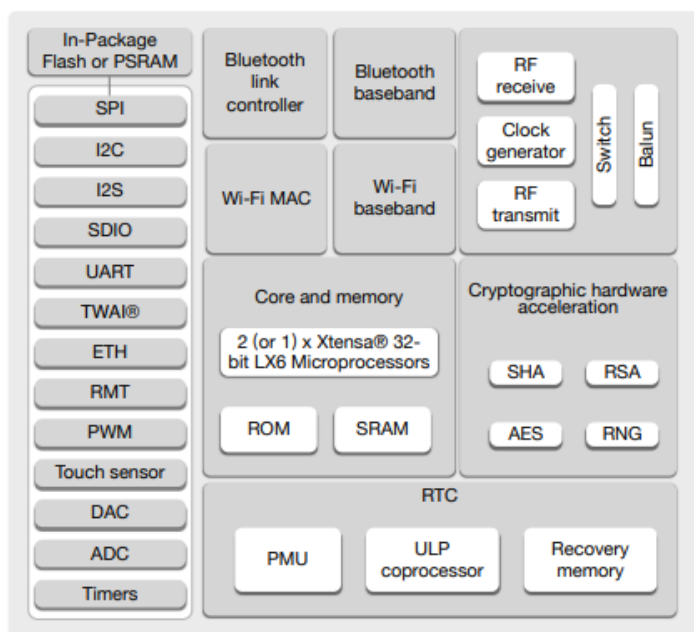 In-Package
Flash or PSRAM
SPI
I2C
I2S
SDIO
UART
TWAI®
ETH
RMT
PWM
Touch sensor
DAC
ADC
Timers
Bluetooth
link
controller
Bluetooth
baseband
Wi-Fi MAC
Wi-Fi
baseband
RF
receive
Clock
generator
RF
transmit
Switch
Balun
Core and memory
2 (or 1) x Xtensa® 32-
bit LX6 Microprocessors
ROM
SRAM
Cryptographic hardware
acceleration
SHA
RSA
AES
RNG
RTC
PMU
ULP
coprocessor
Recovery
memory